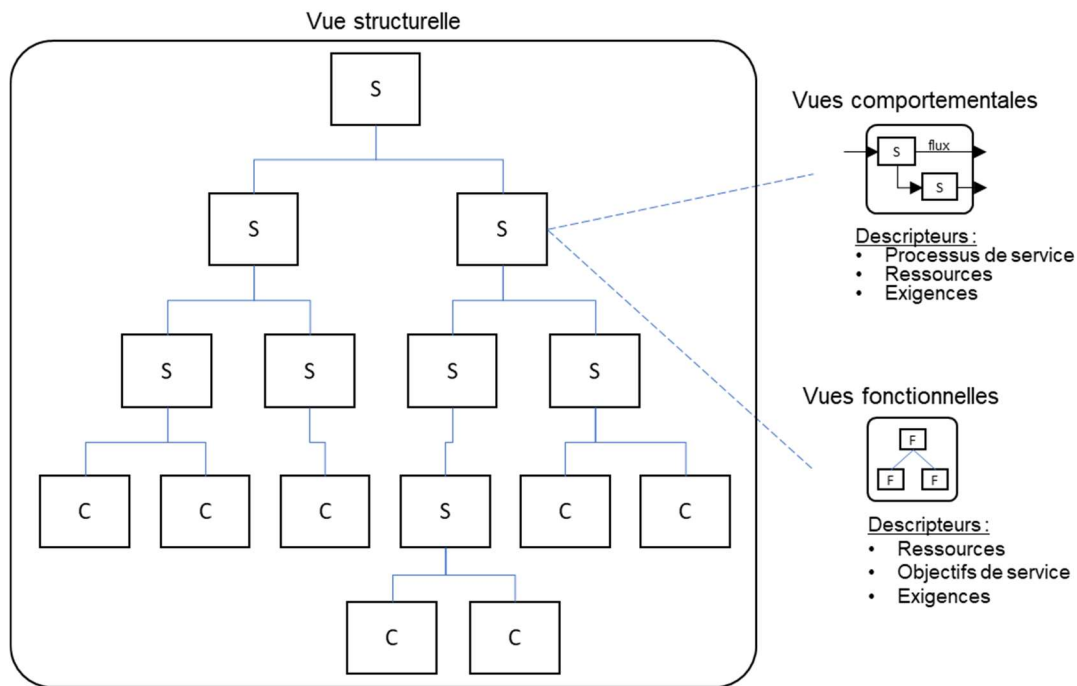 Vue structurelle
S
S
S
S
S
S
S
C
C
C
S
C
C
C
C
Vues comportementales
S
flux
S
Descripteurs :
• Processus de service
• Ressources
• Exigences
Vues fonctionnelles
F
F
F
Descripteurs :
• Ressources
• Objectifs de service
• Exigences